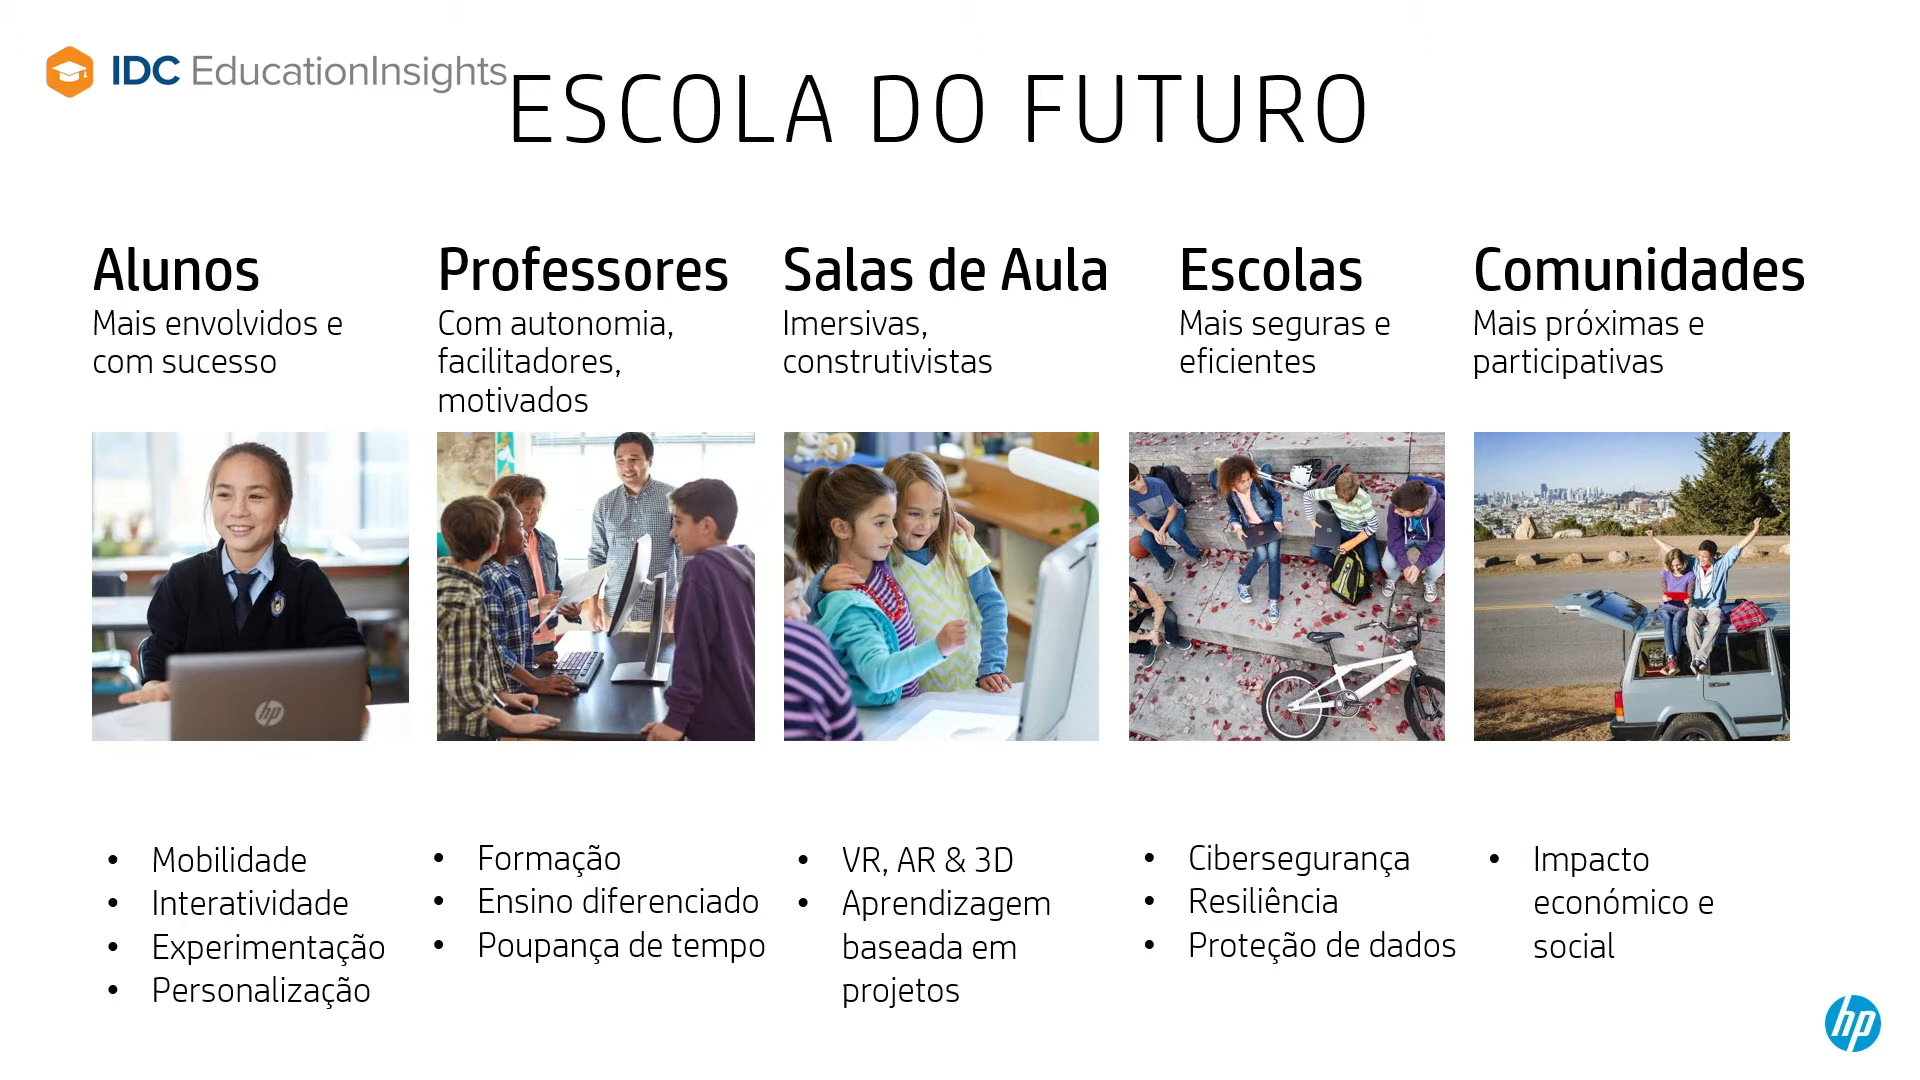 IDC EducationInsights
ESCOLA DO FUTURO
Alunos
Mais envolvidos e
com sucesso
Professores
Com autonomia,
facilitadores,
motivados
Salas de Aula
Imersivas,
construtivistas
Escolas
Mais seguras e
eficientes
Comunidades
Mais próximas e
participativas
hp
• Mobilidade
• Interatividade
• Experimentação
• Personalização
• Formação
• Ensino diferenciado
• Poupança de tempo
• VR, AR & 3D
• Aprendizagem
baseada em
projetos
• Cibersegurança
• Resiliência
• Proteção de dados
• Impacto
económico e
social
hp